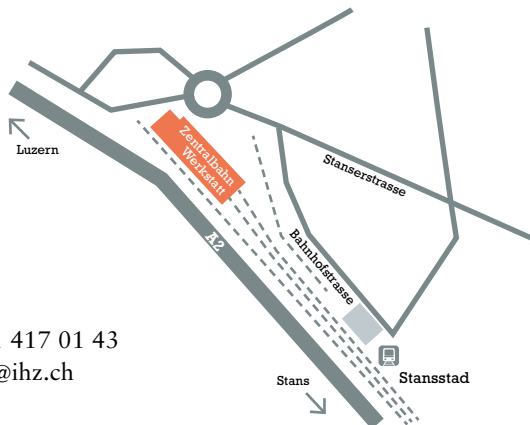 Luzern
Zentralbahn
Werkstatt
Stanserstrasse
A2
Bahnhofstrasse
417 01 43
@ihz.ch
Stans
Stansstad